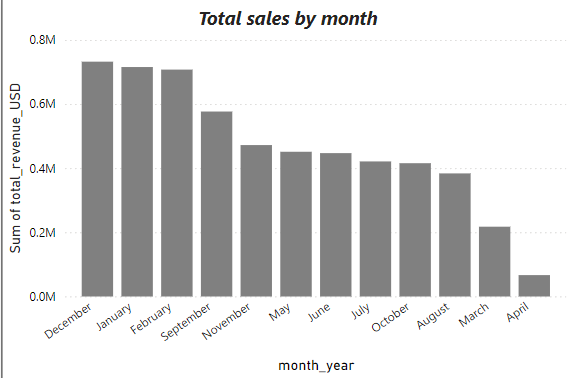 Total sales by month
0.8M
0.6M
0.4M
0.2M
0.0M
Sum of total_revenue_USD
December
January
February
September
November
May
June
July
October
August
March
April
month_year